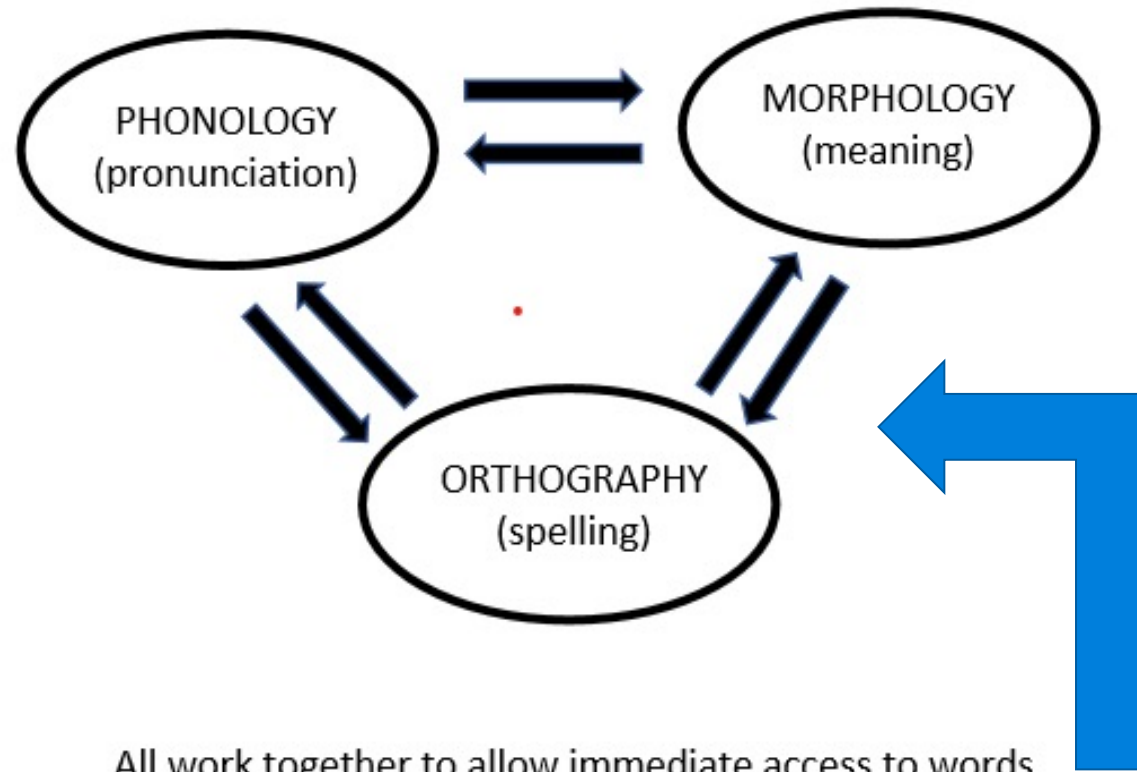 PHONOLOGY
(pronunciation)
MORPHOLOGY
(meaning)
ORTHOGRAPHY
(spelling)
All work together to allow immediate access to words